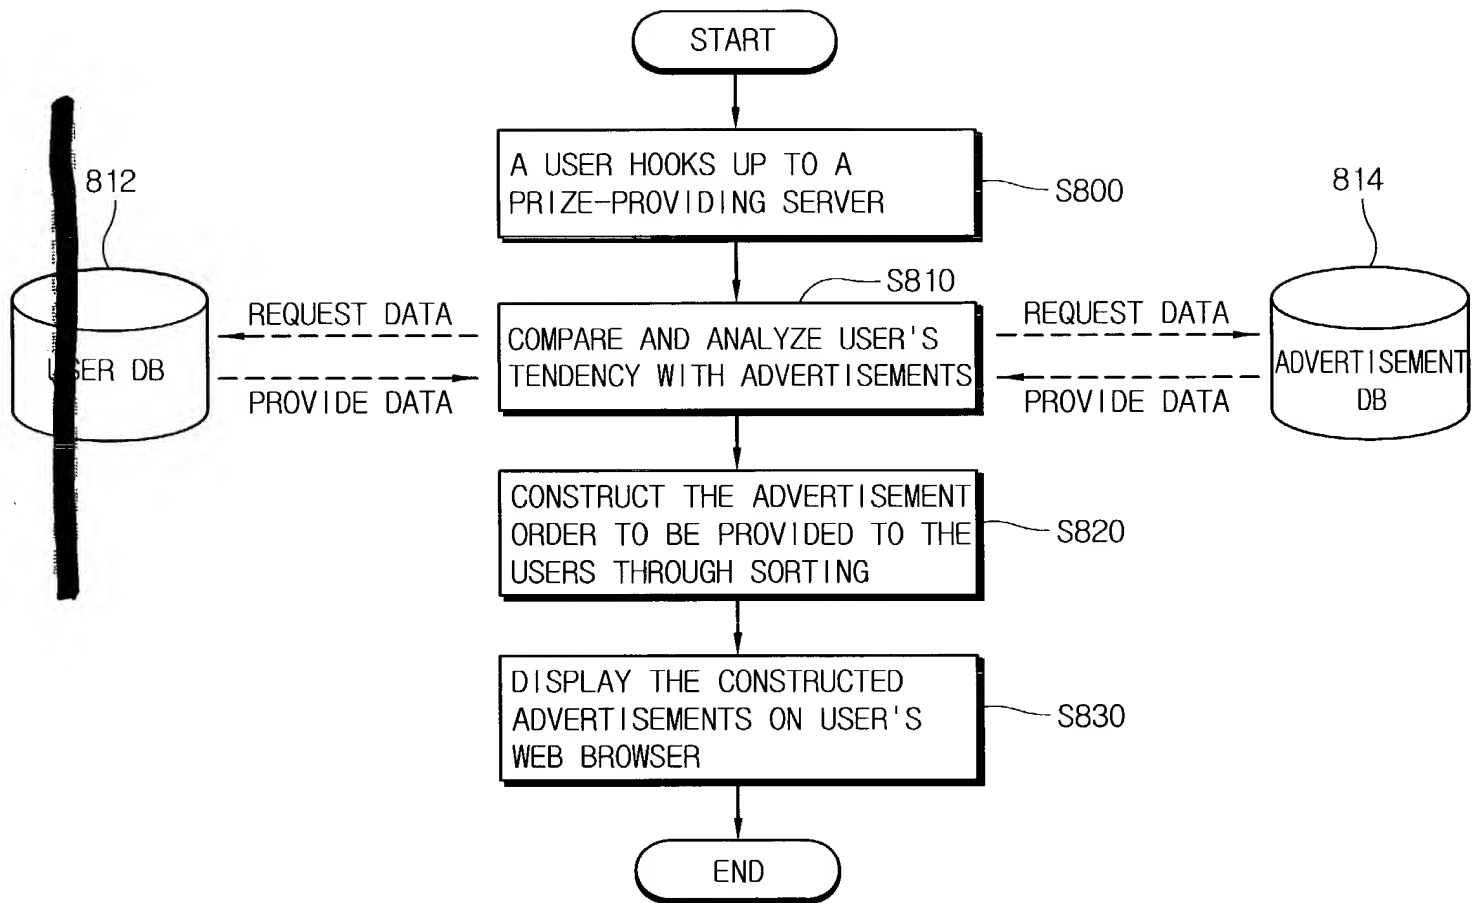 START
A USER HOOKS UP TO A
PRIZE-PROVIDING SERVER
S800
812
814
S810
REQUEST DATA
REQUEST DATA
COMPARE AND ANALYZE USER'S
TENDENCY WITH ADVERTISEMENTS
USER DB
ADVERTISEMENT
DB
PROVIDE DATA
PROVIDE DATA
CONSTRUCT THE ADVERTISEMENT
ORDER TO BE PROVIDED TO THE
USERS THROUGH SORTING
S820
DISPLAY THE CONSTRUCTED
ADVERTISEMENTS ON USER'S
WEB BROWSER
S830
END